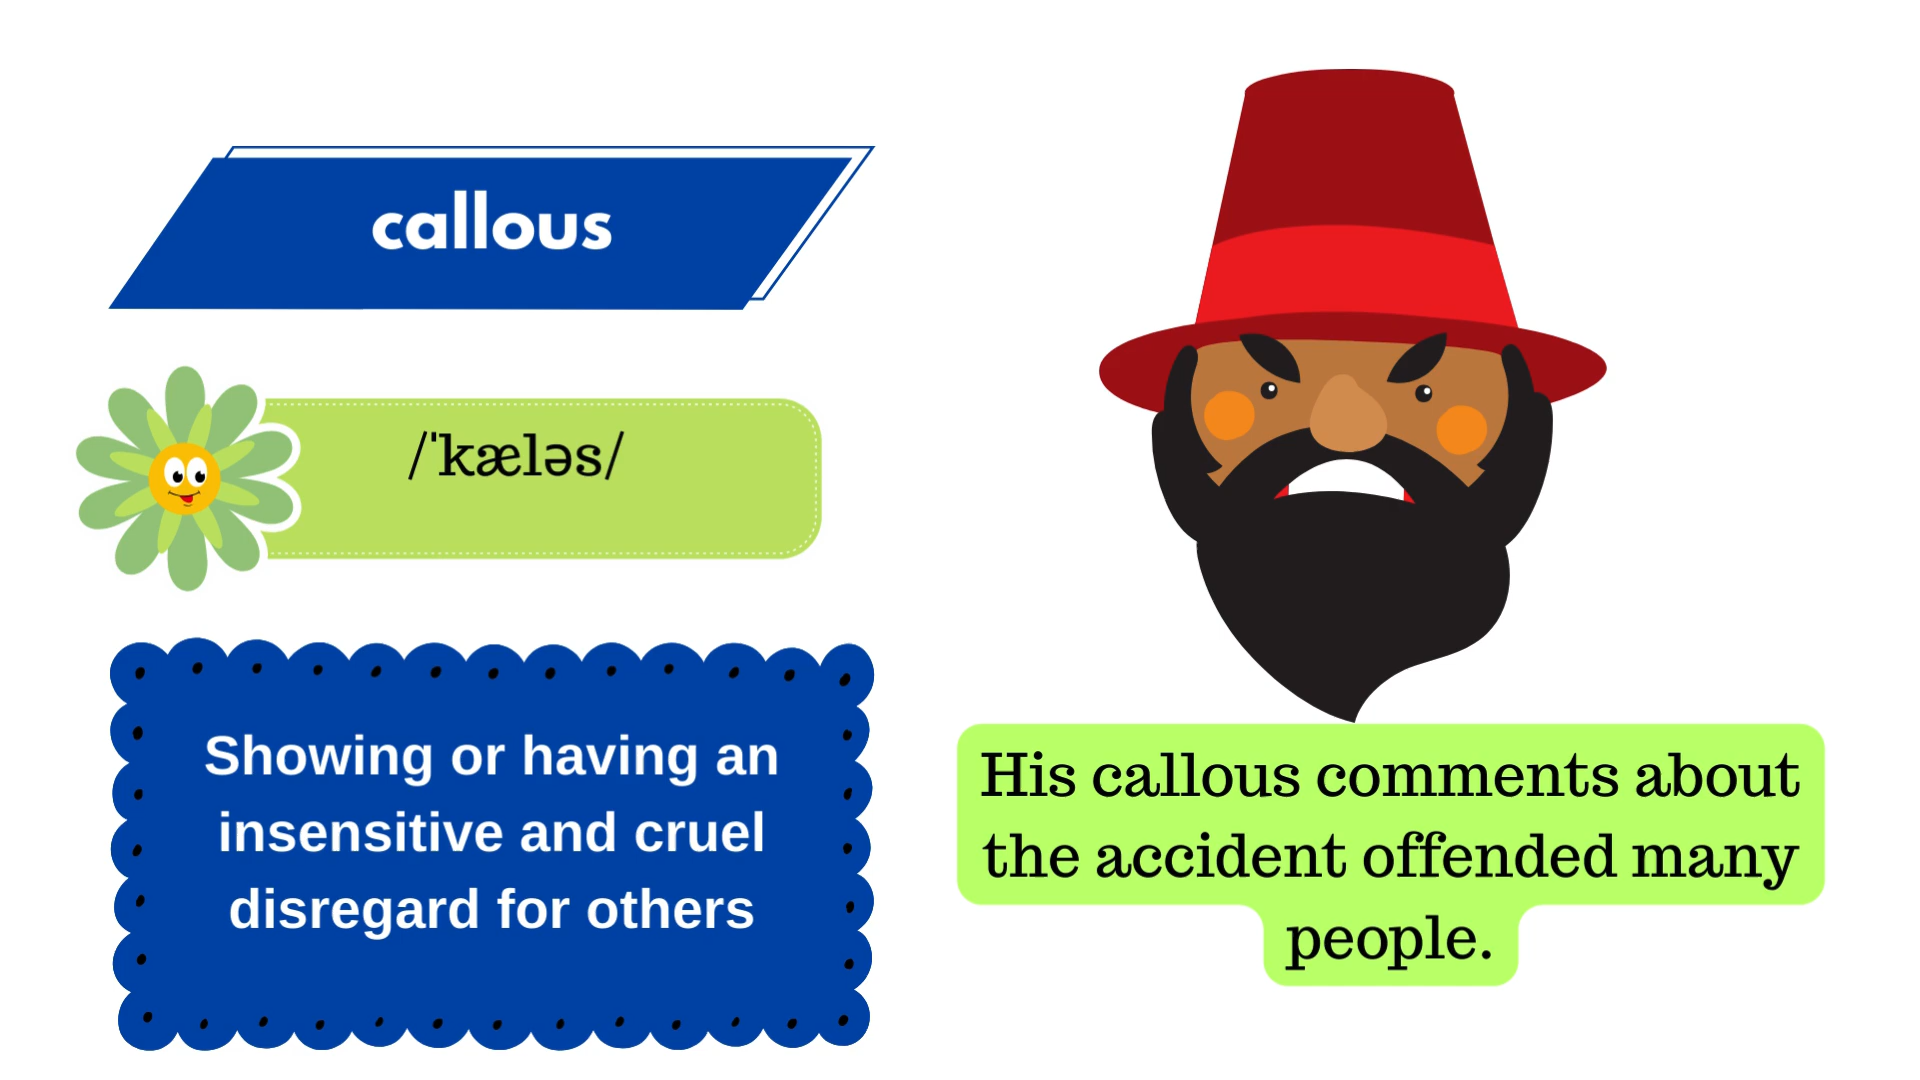 callous
/ˈkæləs/
Showing or having an
insensitive and cruel
disregard for others
His callous comments about
the accident offended many
people.